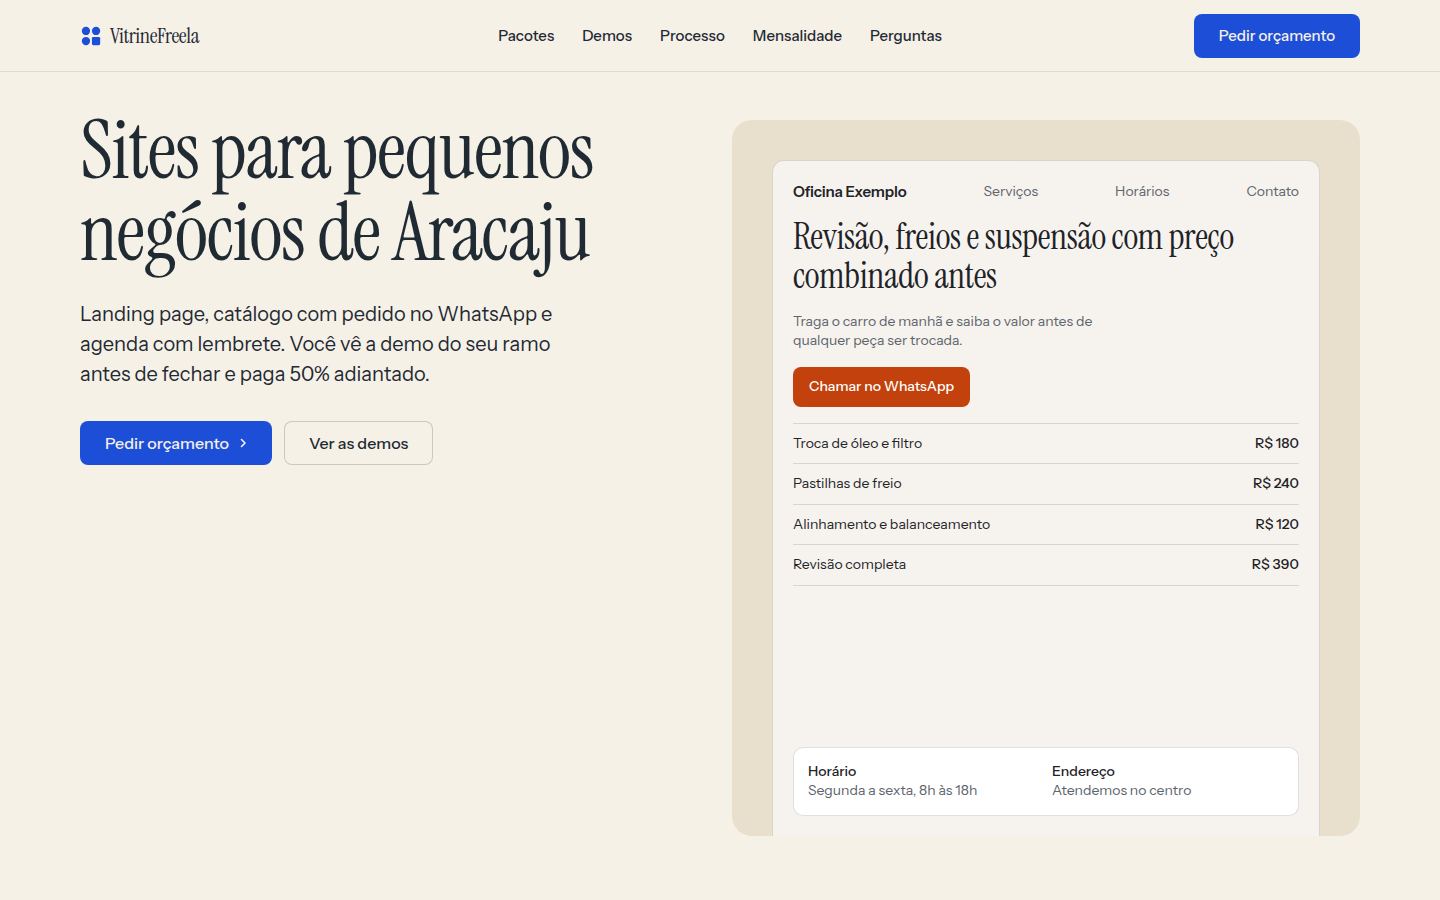 VitrineFreela
Pacotes Demos Processo Mensalidade Perguntas
Pedir orçamento
Sites para pequenos
negócios de Aracaju
Landing page, catálogo com pedido no WhatsApp e
agenda com lembrete. Você vê a demo do seu ramo
antes de fechar e paga 50% adiantado.
Pedir orçamento
Ver as demos
Oficina Exemplo Serviços Horários Contato
Revisão, freios e suspensão com preço
combinado antes
Traga o carro de manhã e saiba o valor antes de
qualquer peça ser trocada.
Chamar no WhatsApp
Troca de óleo e filtro R$ 180
Pastilhas de freio R$ 240
Alinhamento e balanceamento R$ 120
Revisão completa R$ 390
Horário
Segunda a sexta, 8h às 18h
Endereço
Atendemos no centro